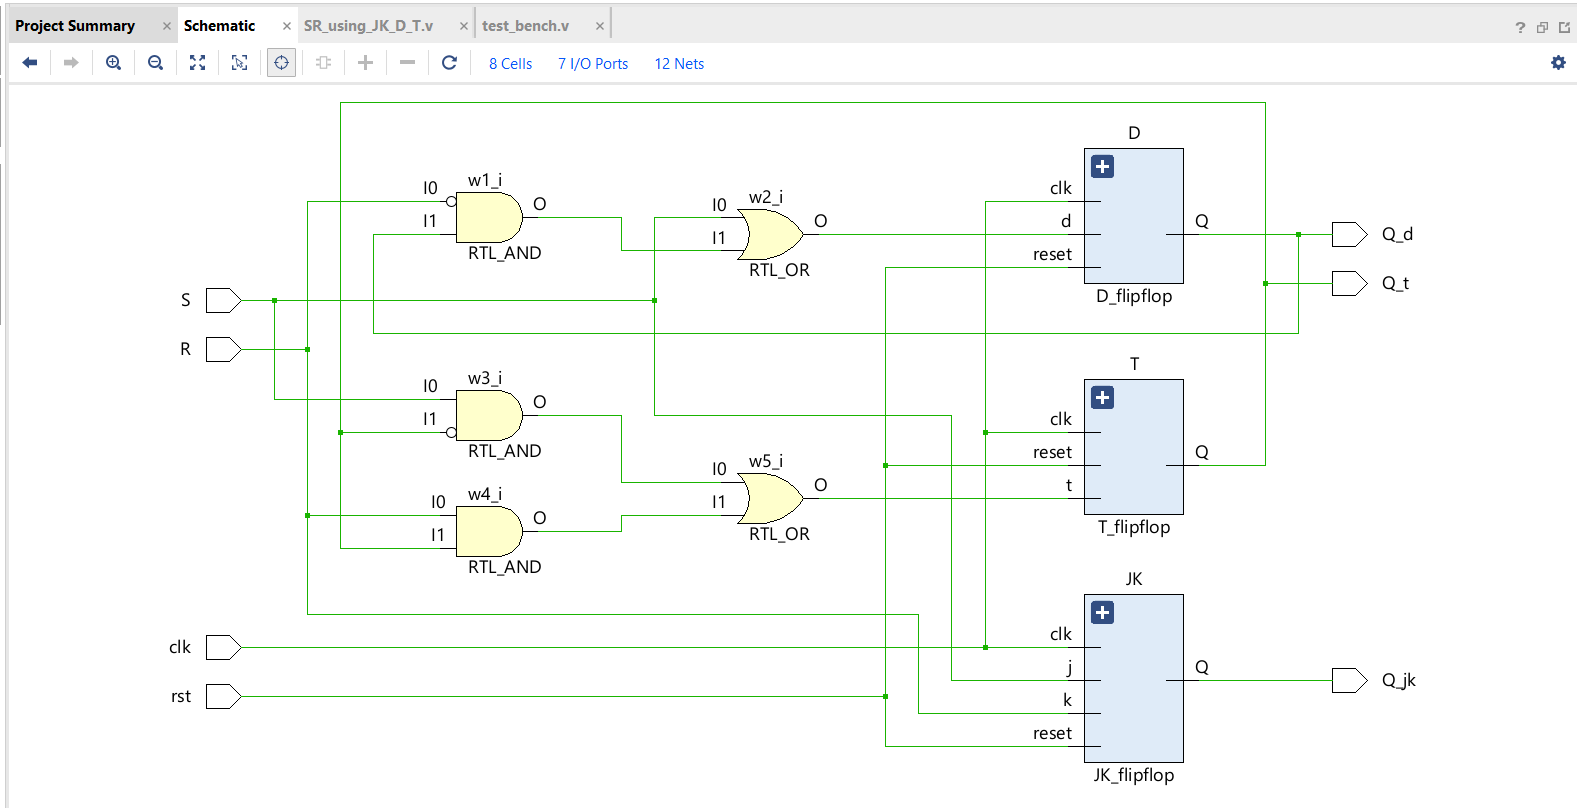 Project Summary × Schematic × SR_using_JK_D_T.v × test_bench.v ×
?
8 Cells 7 I/O Ports 12 Nets
D
w1_i
I0 O
I1
RTL_AND
w2_i
I0 O
I1
RTL_OR
clk
d Q
reset
D_flipflop
Q_d
Q_t
S
R
T
w3_i
I0 O
I1
RTL_AND
w4_i
I0 O
I1
RTL_AND
w5_i
I0 O
I1
RTL_OR
clk
reset Q
t
T_flipflop
JK
clk
rst
clk
j Q
k
reset
JK_flipflop
Q_jk